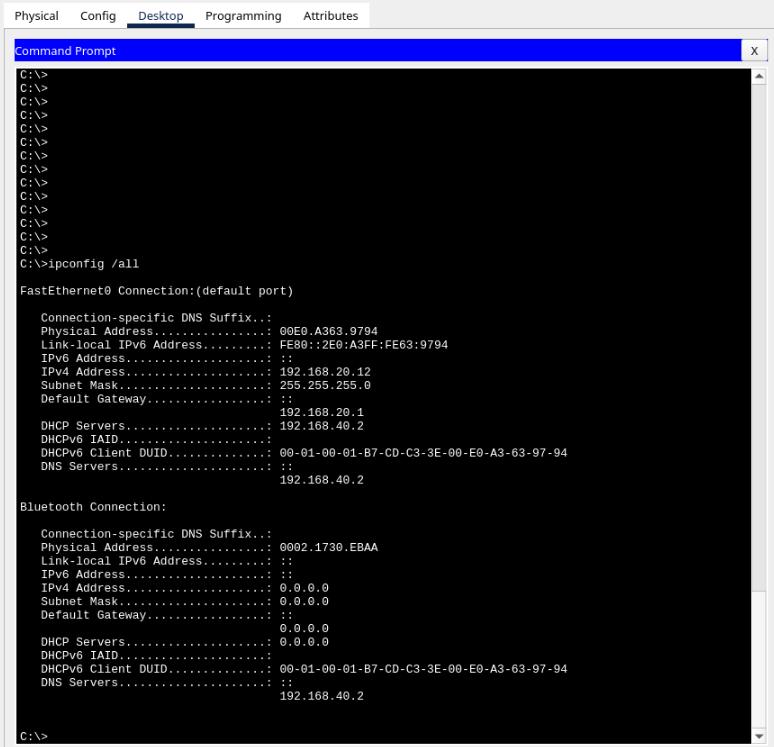 Physical Config Desktop Programming Attributes
Command Prompt X
C:\>
C:\>
C:\>
C:\>
C:\>
C:\>
C:\>
C:\>
C:\>
C:\>
C:\>
C:\>
C:\>
C:\>
C:\>ipconfig /all
FastEthernet0 Connection:(default port)
Connection-specific DNS Suffix..:
Physical Address................: 00E0.A363.9794
Link-local IPv6 Address.........: FE80::2E0:A3FF:FE63:9794
IPv6 Address....................: ::
IPv4 Address....................: 192.168.20.12
Subnet Mask.....................: 255.255.255.0
Default Gateway.................: ::
192.168.20.1
DHCP Servers....................: 192.168.40.2
DHCPv6 IAID.....................:
DHCPv6 Client DUID..............: 00-01-00-01-B7-CD-C3-3E-00-E0-A3-63-97-94
DNS Servers.....................: ::
192.168.40.2
Bluetooth Connection:
Connection-specific DNS Suffix..:
Physical Address................: 0002.1730.EBAA
Link-local IPv6 Address.........: ::
IPv6 Address....................: ::
IPv4 Address....................: 0.0.0.0
Subnet Mask.....................: 0.0.0.0
Default Gateway.................: ::
0.0.0.0
DHCP Servers....................: 0.0.0.0
DHCPv6 IAID.....................:
DHCPv6 Client DUID..............: 00-01-00-01-B7-CD-C3-3E-00-E0-A3-63-97-94
DNS Servers.....................: ::
192.168.40.2
C:\>